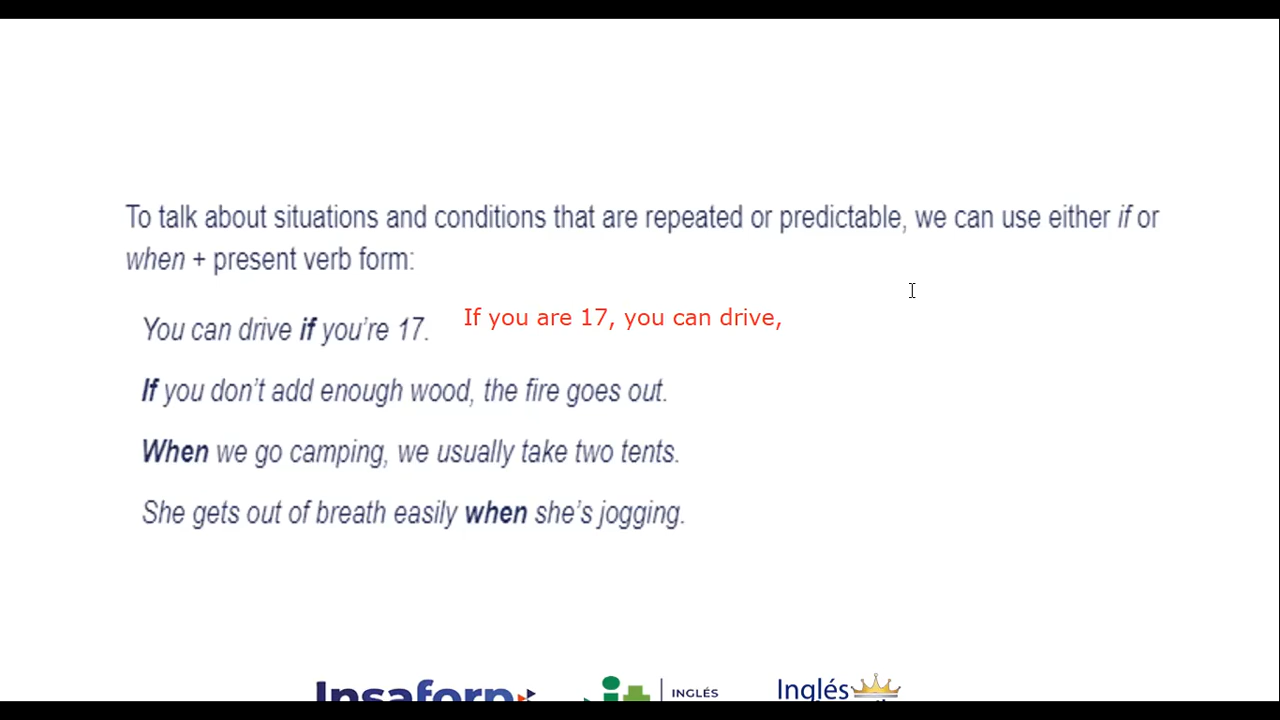 To talk about situations and conditions that are repeated or predictable, we can use either if or
when + present verb form:
You can drive if you're 17. If you are 17, you can drive,
If you don't add enough wood, the fire goes out.
When we go camping, we usually take two tents.
She gets out of breath easily when she's jogging.
Insaforp INGLÉS Inglés